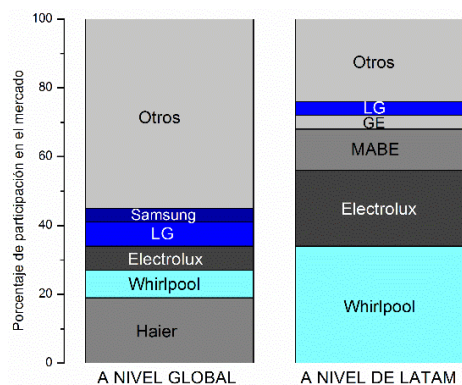 Porcentaje de participación en el mercado
100
80
60
40
20
0
Otros
Samsung
LG
Electrolux
Whirlpool
Haier
A NIVEL GLOBAL
Otros
LG
GE
MABE
Electrolux
Whirlpool
A NIVEL DE LATAM